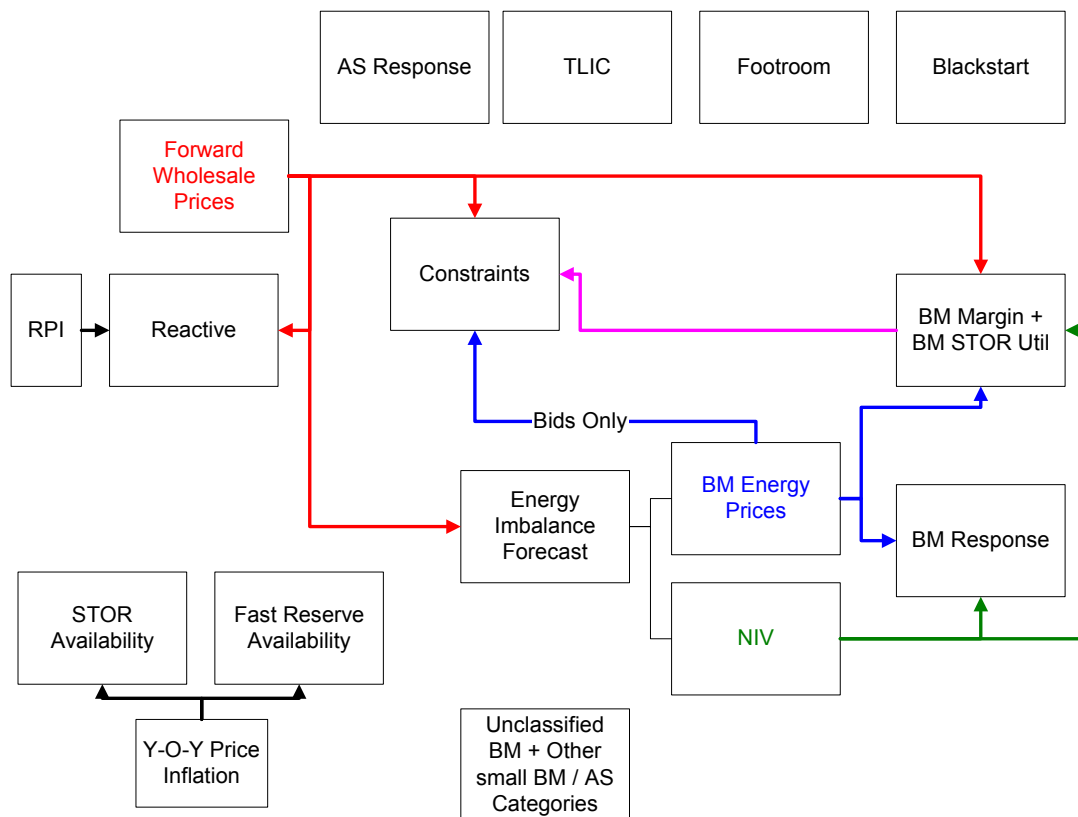 AS Response
TLIC
Footroom
Blackstart
Forward
Wholesale
Prices
Constraints
RPI
Reactive
BM Margin +
BM STOR Util
Bids Only
Energy
Imbalance
Forecast
BM Energy
Prices
BM Response
STOR
Availability
Fast Reserve
Availability
NIV
Y-O-Y Price
Inflation
Unclassified
BM + Other
small BM / AS
Categories